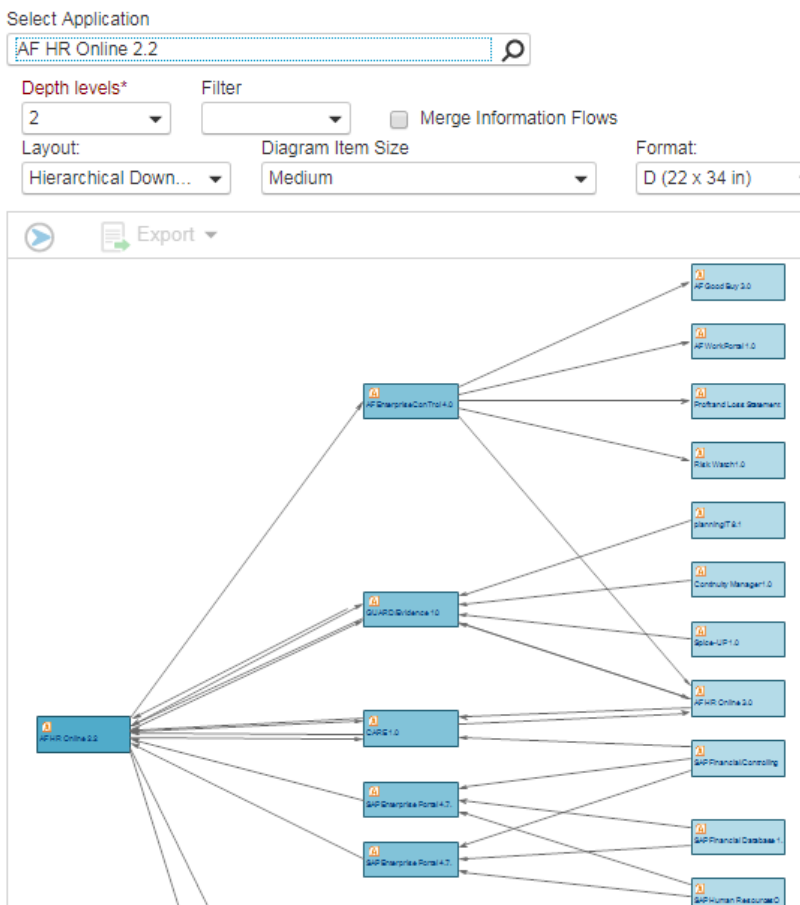 Select Application
AF HR Online 2.2
Depth levels* Filter
2 Merge Information Flows
Layout: Diagram Item Size Format:
Hierarchical Down... Medium D (22 x 34 in)
Export
AF Good Buy 3.0
AF WorkPortal 1.0
AF EnterpriseConTrol 4.0
Profit and Loss Statement
Risk Watch 1.0
planningIT 8.1
Continuity Manager 1.0
GUARDiEvidence 10
Spice-UP 1.0
AF HR Online 3.0
CARE 1.0
AF HR Online 2.2
SAP Financial Controlling
SAP Enterprise Portal 4.7.
SAP Financial Database 1.
SAP Enterprise Portal 4.7.
SAP Human Resources O